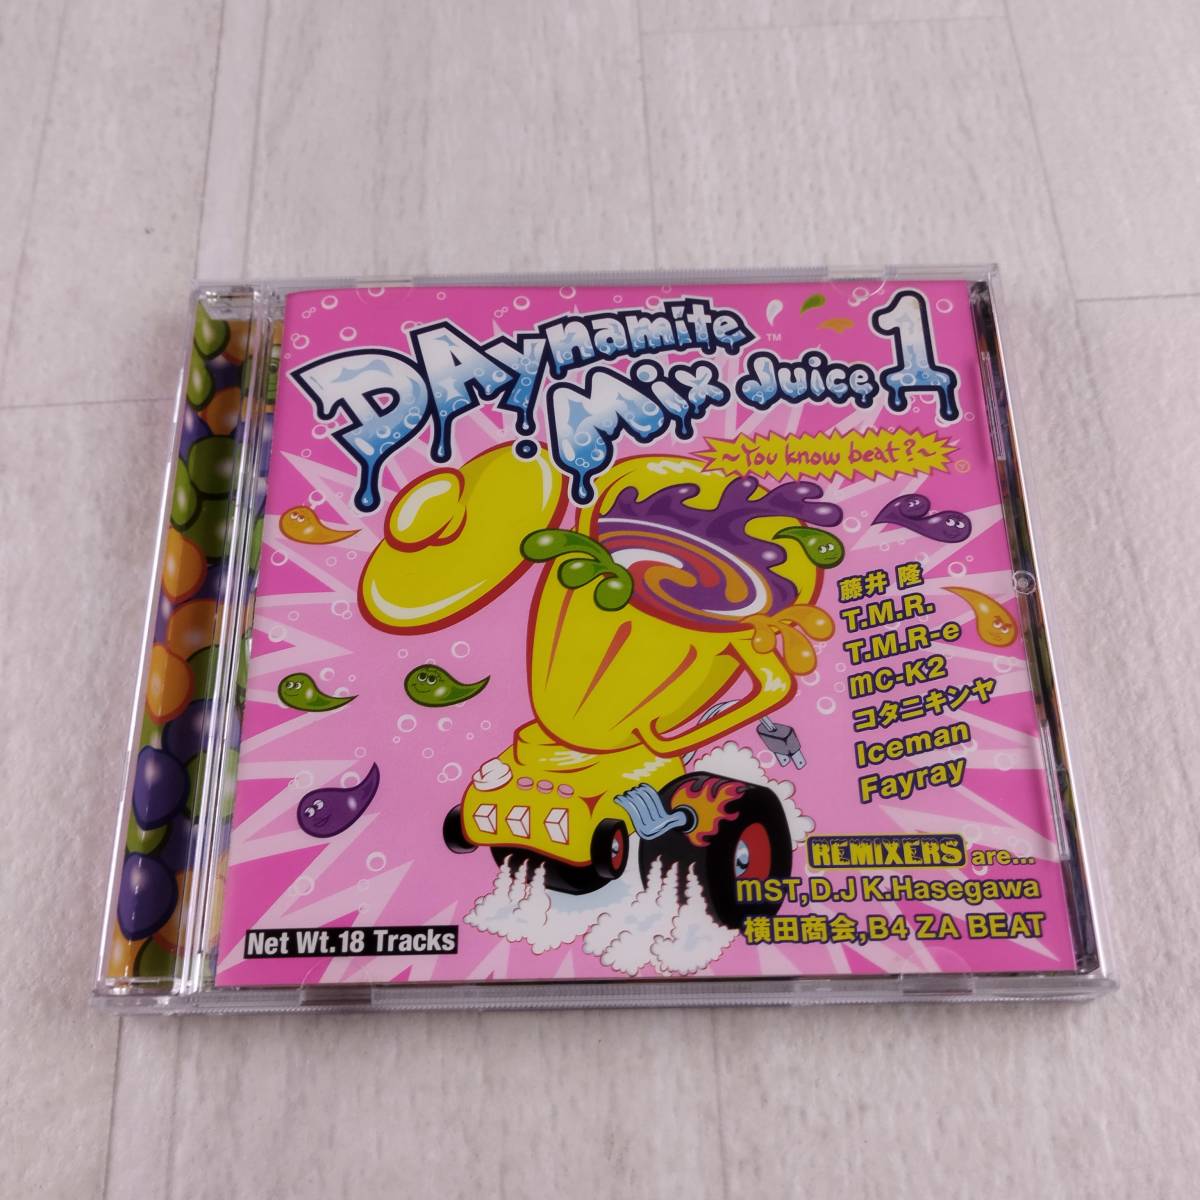 DAynamite
Mix Juice 1
TM
~You know beat?~
藤井 隆
T.M.R.
T.M.R-e
mc-K2
コタニキンヤ
Iceman
Fayray
REMIXERS are...
mST,D.J K.Hasegawa
横田商会,B4 ZA BEAT
Net Wt.18 Tracks